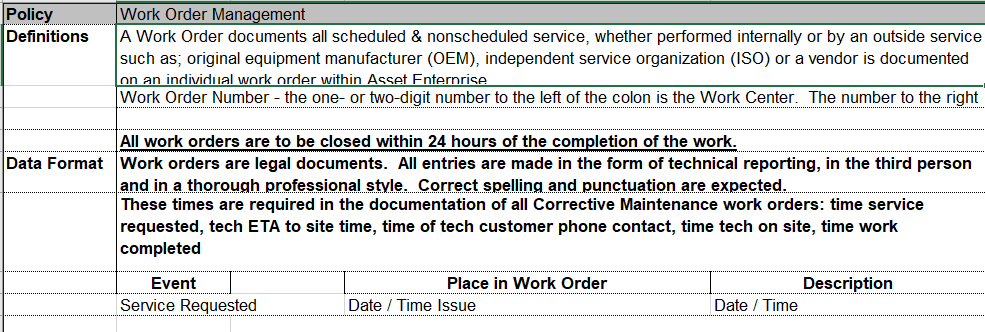 Policy Work Order Management
Definitions A Work Order documents all scheduled & nonscheduled service, whether performed internally or by an outside service
such as; original equipment manufacturer (OEM), independent service organization (ISO) or a vendor is documented
on an individual work order within Asset Enterprise
Work Order Number - the one- or two-digit number to the left of the colon is the Work Center. The number to the right
All work orders are to be closed within 24 hours of the completion of the work.
Data Format Work orders are legal documents. All entries are made in the form of technical reporting, in the third person
and in a thorough professional style. Correct spelling and punctuation are expected.
These times are required in the documentation of all Corrective Maintenance work orders: time service
requested, tech ETA to site time, time of tech customer phone contact, time tech on site, time work
completed
Event Place in Work Order Description
Service Requested Date / Time Issue Date / Time